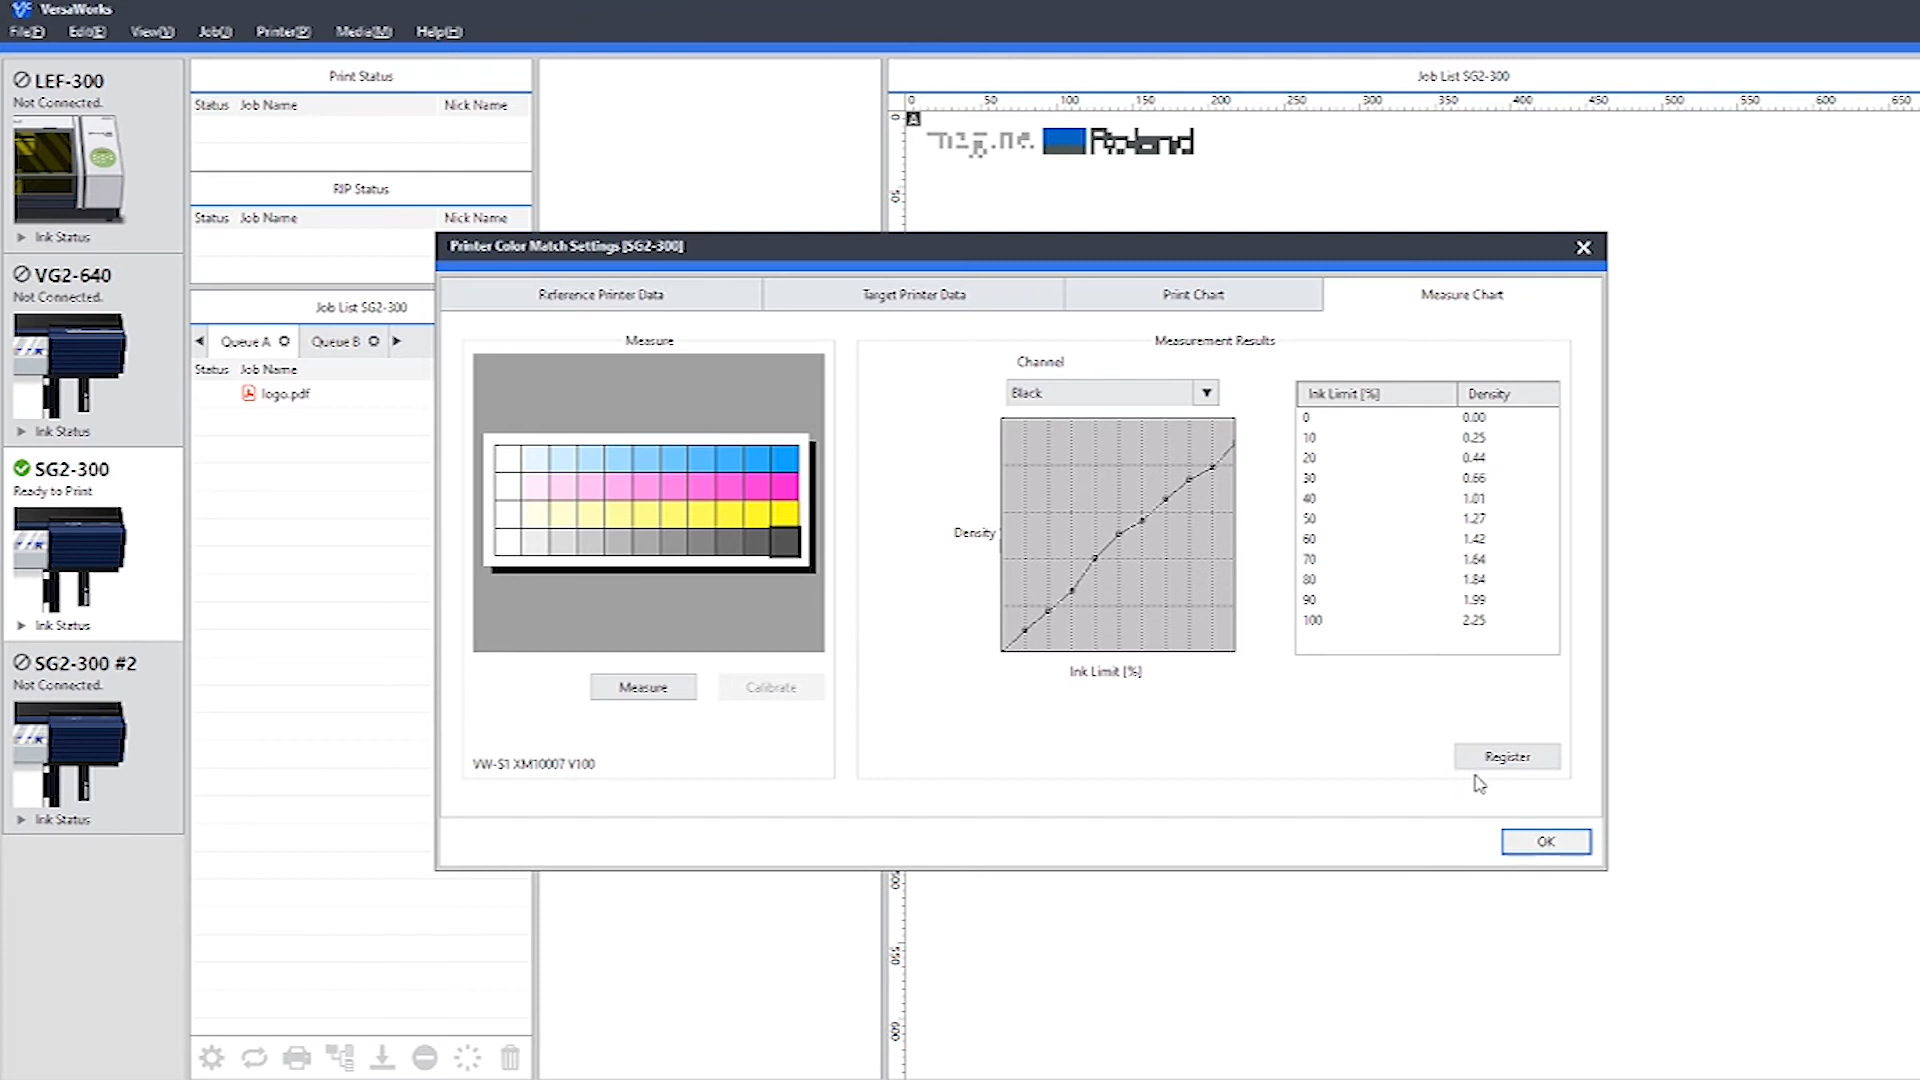 VersaWorks
File(F) Edit(E) View(V) Job(J) Printer(P) Media(M) Help(H)
LEF-300
Not Connected.
Ink Status
VG2-640
Not Connected.
Ink Status
SG2-300
Ready to Print
Ink Status
SG2-300 #2
Not Connected.
Ink Status
Print Status
Status Job Name Nick Name
RIP Status
Status Job Name Nick Name
Job List SG2-300
Queue A Queue B
Status Job Name
logo.pdf
Job List SG2-300
0 50 100 150 200 250 300 350 400 450 500 550 600 650
0
A
Roland
50
Printer Color Match Settings [SG2-300]
Reference Printer Data Target Printer Data Print Chart Measure Chart
Measure
Measure Calibrate
VW-S1 XM10007 V100
Measurement Results
Channel
Black
Density
Ink Limit [%]
Ink Limit [%] Density
0 0.00
10 0.25
20 0.44
30 0.66
40 1.01
50 1.27
60 1.42
70 1.64
80 1.84
90 1.99
100 2.25
Register
OK
500
550
600